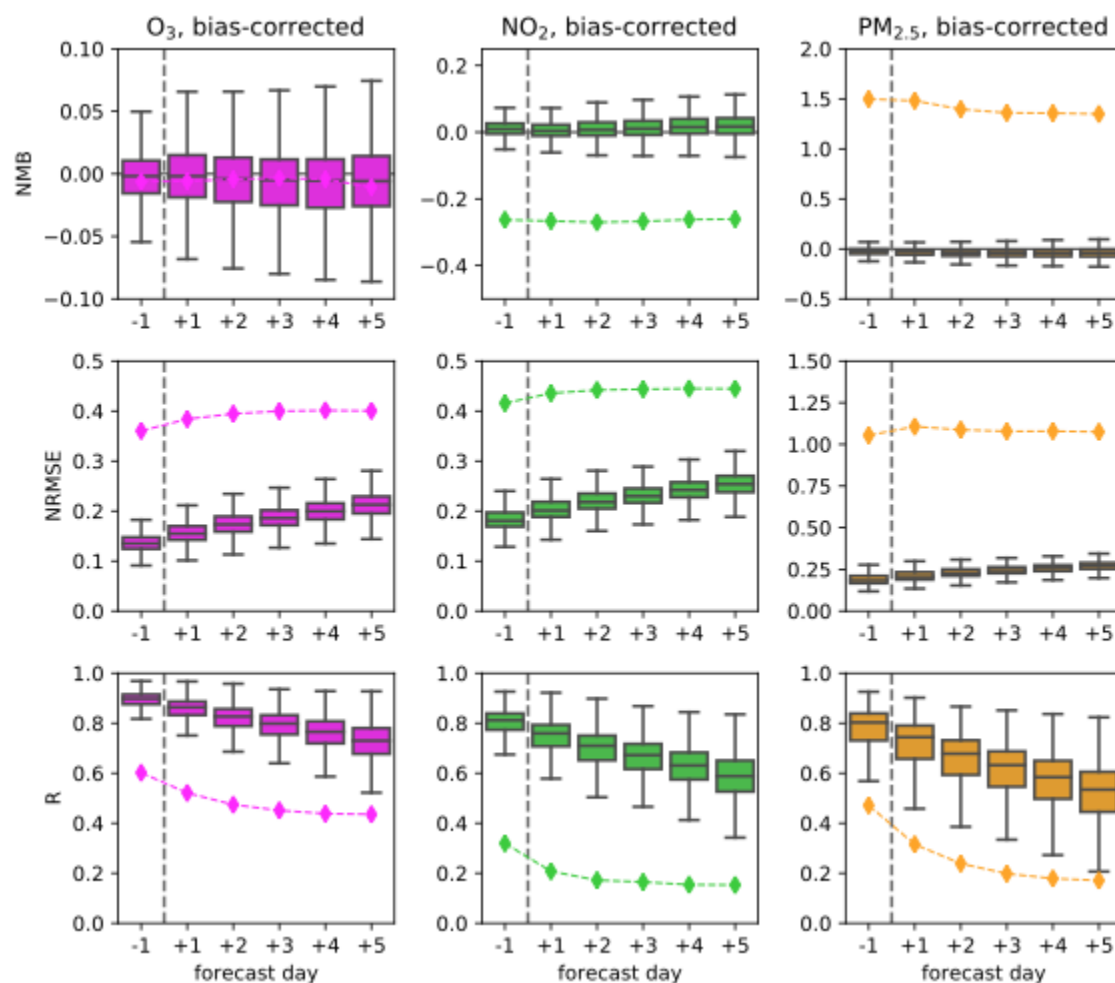 O3, bias-corrected
NO2, bias-corrected
PM2.5, bias-corrected
NMB
0.10
0.05
0.00
−0.05
−0.10
-1 +1 +2 +3 +4 +5
0.2
0.0
−0.2
−0.4
-1 +1 +2 +3 +4 +5
2.0
1.5
1.0
0.5
0.0
−0.5
-1 +1 +2 +3 +4 +5
NRMSE
0.5
0.4
0.3
0.2
0.1
0.0
-1 +1 +2 +3 +4 +5
0.5
0.4
0.3
0.2
0.1
0.0
-1 +1 +2 +3 +4 +5
1.50
1.25
1.00
0.75
0.50
0.25
0.00
-1 +1 +2 +3 +4 +5
R
1.0
0.8
0.6
0.4
0.2
0.0
-1 +1 +2 +3 +4 +5
forecast day
1.0
0.8
0.6
0.4
0.2
0.0
-1 +1 +2 +3 +4 +5
forecast day
1.0
0.8
0.6
0.4
0.2
0.0
-1 +1 +2 +3 +4 +5
forecast day